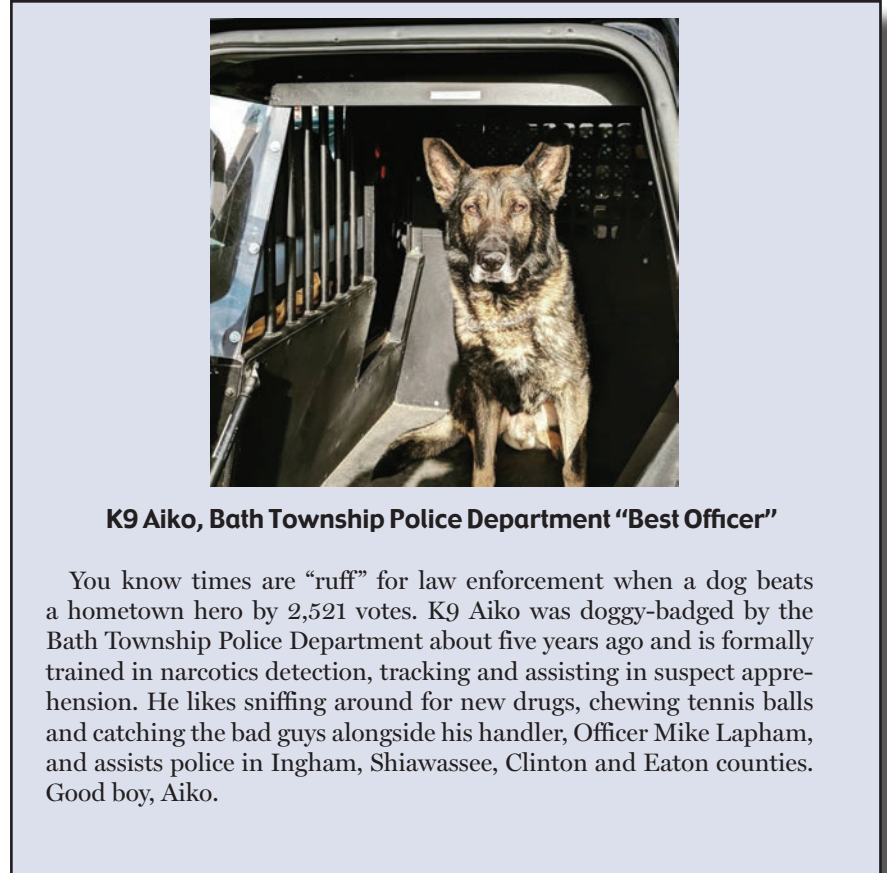 K9 Aiko, Bath Township Police Department “Best Officer”
You know times are “ruff” for law enforcement when a dog beats
a hometown hero by 2,521 votes. K9 Aiko was doggy-badged by the
Bath Township Police Department about five years ago and is formally
trained in narcotics detection, tracking and assisting in suspect appre-
hension. He likes sniffing around for new drugs, chewing tennis balls
and catching the bad guys alongside his handler, Officer Mike Lapham,
and assists police in Ingham, Shiawassee, Clinton and Eaton counties.
Good boy, Aiko.